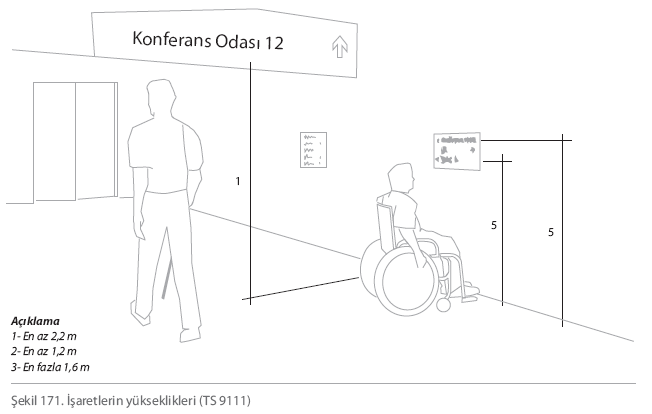 Konferans Odası 12
1
5
5
Açıklama
1- En az 2,2 m
2- En az 1,2 m
3- En fazla 1,6 m
Şekil 171. İşaretlerin yükseklikleri (TS 9111)